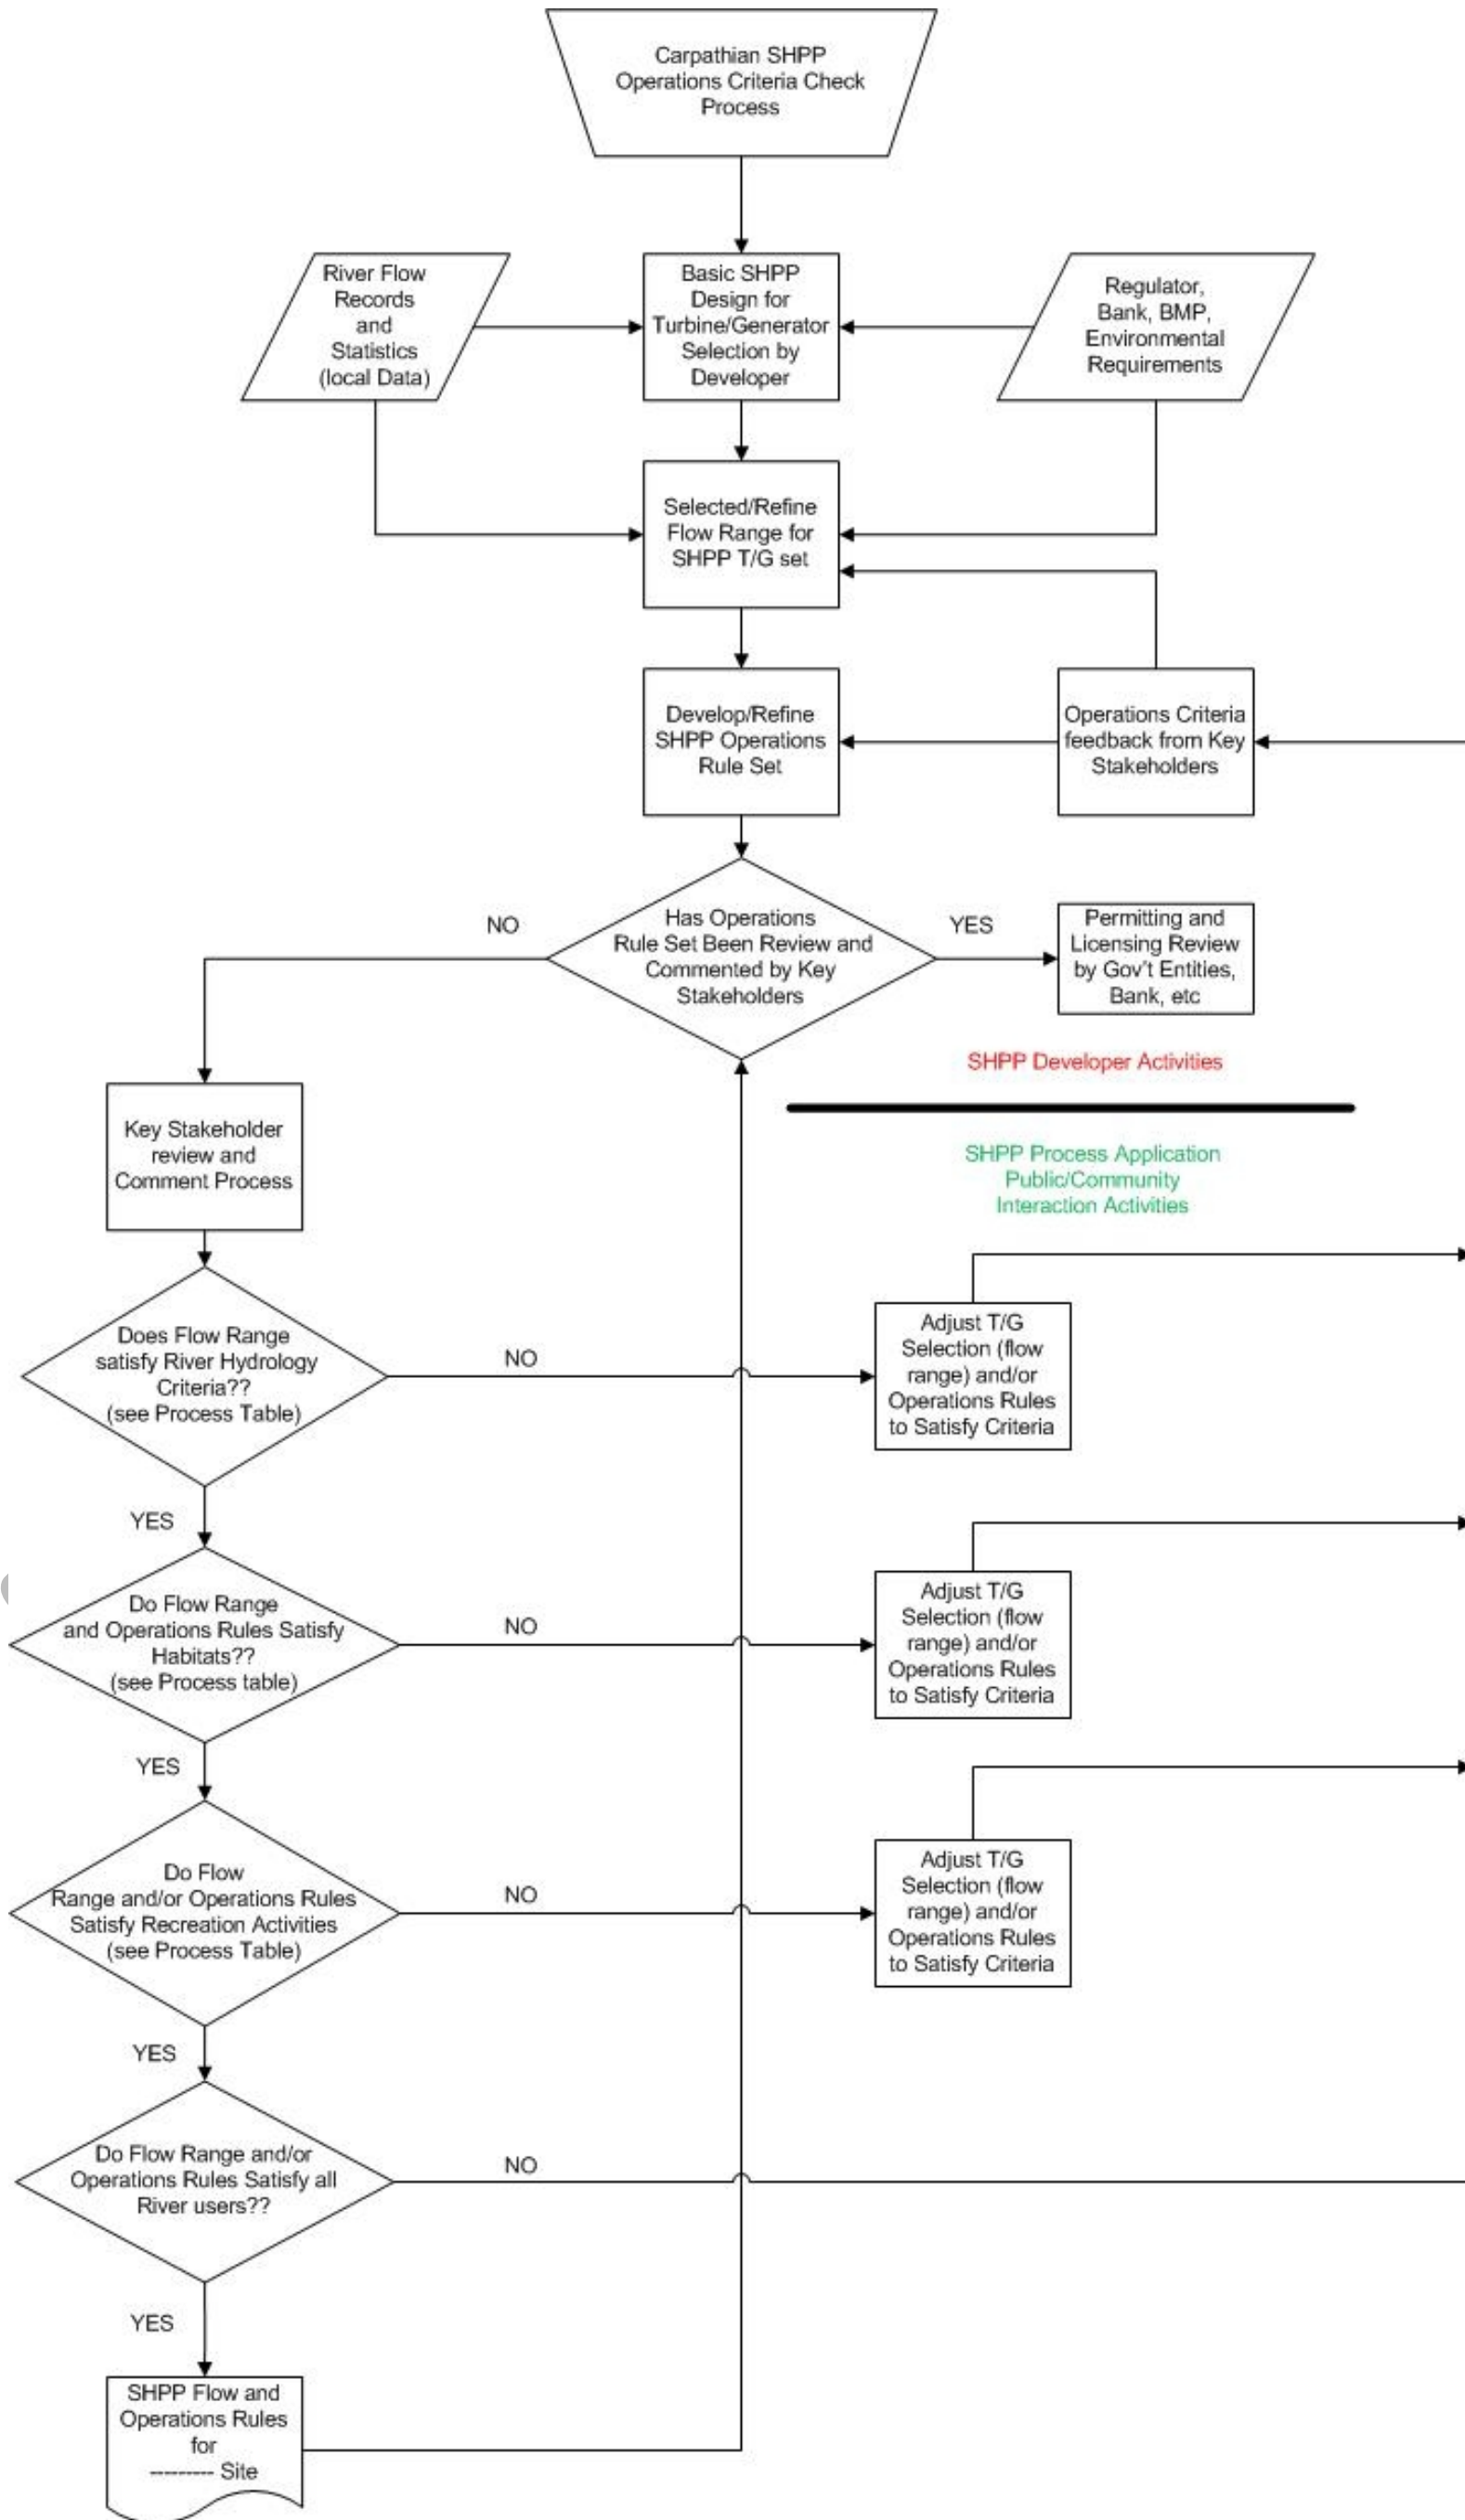 Carpathian SHPP
Operations Criteria Check
Process
River Flow
Records
and
Statistics
(local Data)
Basic SHPP
Design for
Turbine/Generator
Selection by
Developer
Regulator,
Bank, BMP,
Environmental
Requirements
Selected/Refine
Flow Range for
SHPP T/G set
Develop/Refine
SHPP Operations
Rule Set
Operations Criteria
feedback from Key
Stakeholders
NO
Has Operations
Rule Set Been Review and
Commented by Key
Stakeholders
YES
Permitting and
Licensing Review
by Gov't Entities,
Bank, etc
SHPP Developer Activities
SHPP Process Application
Public/Community
Interaction Activities
Key Stakeholder
review and
Comment Process
Does Flow Range
satisfy River Hydrology
Criteria??
(see Process Table)
NO
Adjust T/G
Selection (flow
range) and/or
Operations Rules
to Satisfy Criteria
YES
Do Flow Range
and Operations Rules Satisfy
Habitats??
(see Process table)
NO
Adjust T/G
Selection (flow
range) and/or
Operations Rules
to Satisfy Criteria
YES
Do Flow
Range and/or Operations Rules
Satisfy Recreation Activities
(see Process Table)
NO
Adjust T/G
Selection (flow
range) and/or
Operations Rules
to Satisfy Criteria
YES
Do Flow Range and/or
Operations Rules Satisfy all
River users??
NO
YES
SHPP Flow and
Operations Rules
for
--------- Site